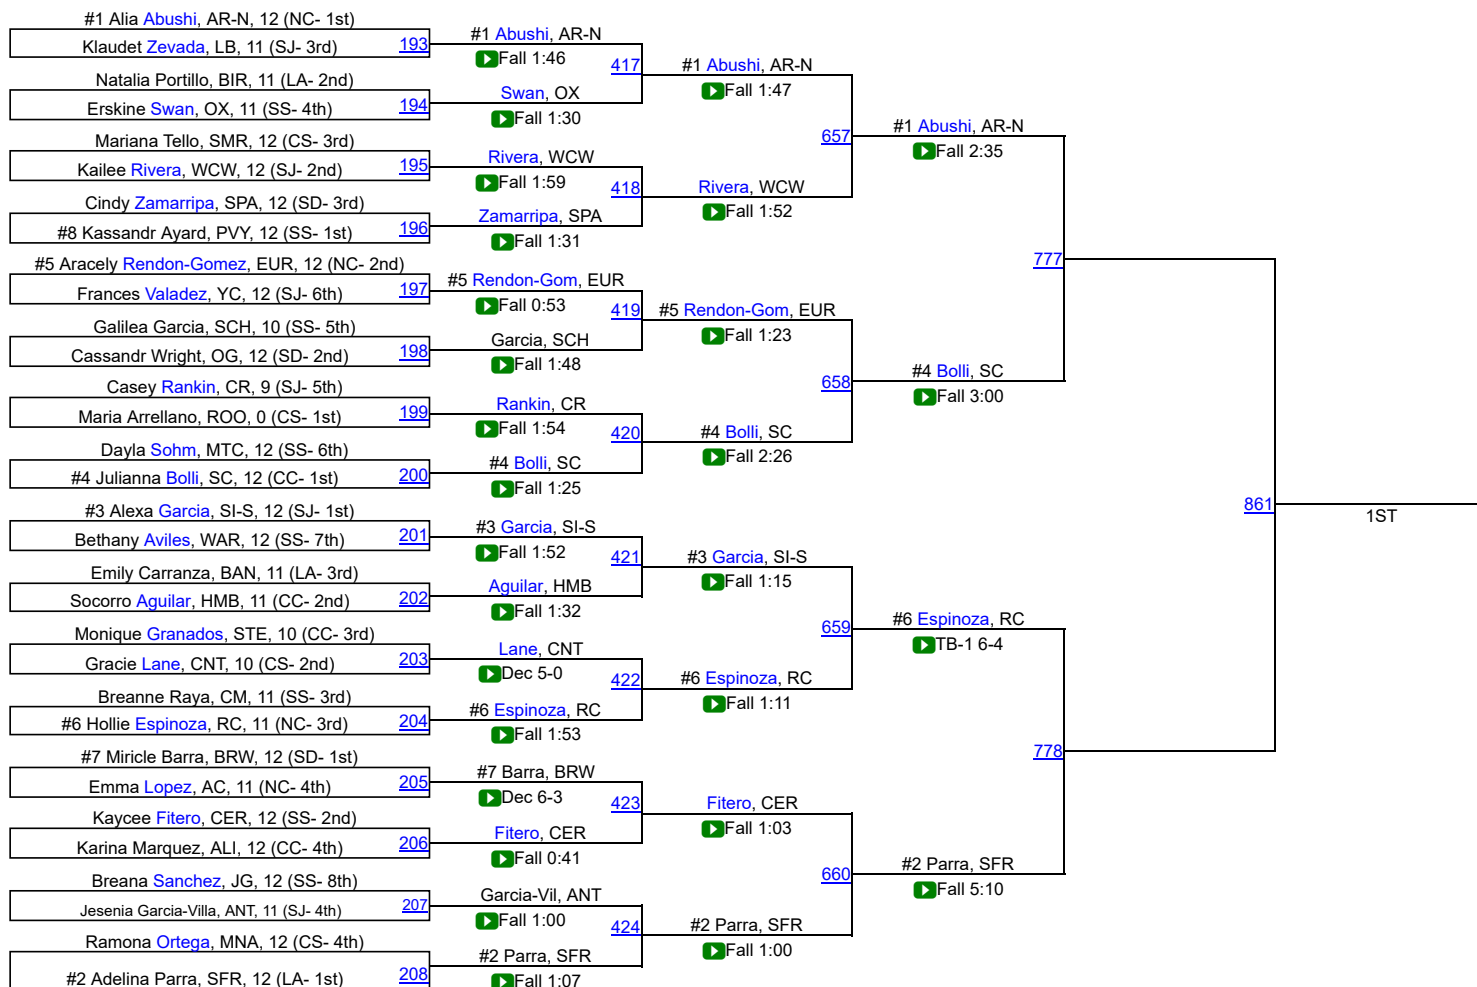 #1 Alia Abushi, AR-N, 12 (NC- 1st)
Klaudet Zevada, LB, 11 (SJ- 3rd)
193
Natalia Portillo, BIR, 11 (LA- 2nd)
Erskine Swan, OX, 11 (SS- 4th)
194
Mariana Tello, SMR, 12 (CS- 3rd)
Kailee Rivera, WCW, 12 (SJ- 2nd)
195
Cindy Zamarripa, SPA, 12 (SD- 3rd)
#8 Kassandr Ayard, PVY, 12 (SS- 1st)
196
#5 Aracely Rendon-Gomez, EUR, 12 (NC- 2nd)
Frances Valadez, YC, 12 (SJ- 6th)
197
Galilea Garcia, SCH, 10 (SS- 5th)
Cassandr Wright, OG, 12 (SD- 2nd)
198
Casey Rankin, CR, 9 (SJ- 5th)
Maria Arrellano, ROO, 0 (CS- 1st)
199
Dayla Sohm, MTC, 12 (SS- 6th)
#4 Julianna Bolli, SC, 12 (CC- 1st)
200
#3 Alexa Garcia, SI-S, 12 (SJ- 1st)
Bethany Aviles, WAR, 12 (SS- 7th)
201
Emily Carranza, BAN, 11 (LA- 3rd)
Socorro Aguilar, HMB, 11 (CC- 2nd)
202
Monique Granados, STE, 10 (CC- 3rd)
Gracie Lane, CNT, 10 (CS- 2nd)
203
Breanne Raya, CM, 11 (SS- 3rd)
#6 Hollie Espinoza, RC, 11 (NC- 3rd)
204
#7 Miricle Barra, BRW, 12 (SD- 1st)
Emma Lopez, AC, 11 (NC- 4th)
205
Kaycee Fitero, CER, 12 (SS- 2nd)
Karina Marquez, ALI, 12 (CC- 4th)
206
Breana Sanchez, JG, 12 (SS- 8th)
Jesenia Garcia-Villa, ANT, 11 (SJ- 4th)
207
Ramona Ortega, MNA, 12 (CS- 4th)
#2 Adelina Parra, SFR, 12 (LA- 1st)
208
#1 Abushi, AR-N
Fall 1:46
417
Swan, OX
Fall 1:30
Rivera, WCW
Fall 1:59
418
Zamarripa, SPA
Fall 1:31
#5 Rendon-Gom, EUR
Fall 0:53
419
Garcia, SCH
Fall 1:48
Rankin, CR
Fall 1:54
420
#4 Bolli, SC
Fall 1:25
#3 Garcia, SI-S
Fall 1:52
421
Aguilar, HMB
Fall 1:32
Lane, CNT
Dec 5-0
422
#6 Espinoza, RC
Fall 1:53
#7 Barra, BRW
Dec 6-3
423
Fitero, CER
Fall 0:41
Garcia-Vil, ANT
Fall 1:00
424
#2 Parra, SFR
Fall 1:07
#1 Abushi, AR-N
Fall 1:47
657
Rivera, WCW
Fall 1:52
#5 Rendon-Gom, EUR
Fall 1:23
658
#4 Bolli, SC
Fall 2:26
#3 Garcia, SI-S
Fall 1:15
659
#6 Espinoza, RC
Fall 1:11
Fitero, CER
Fall 1:03
660
#2 Parra, SFR
Fall 1:00
#1 Abushi, AR-N
Fall 2:35
777
#4 Bolli, SC
Fall 3:00
#6 Espinoza, RC
TB-1 6-4
778
#2 Parra, SFR
Fall 5:10
861
1ST